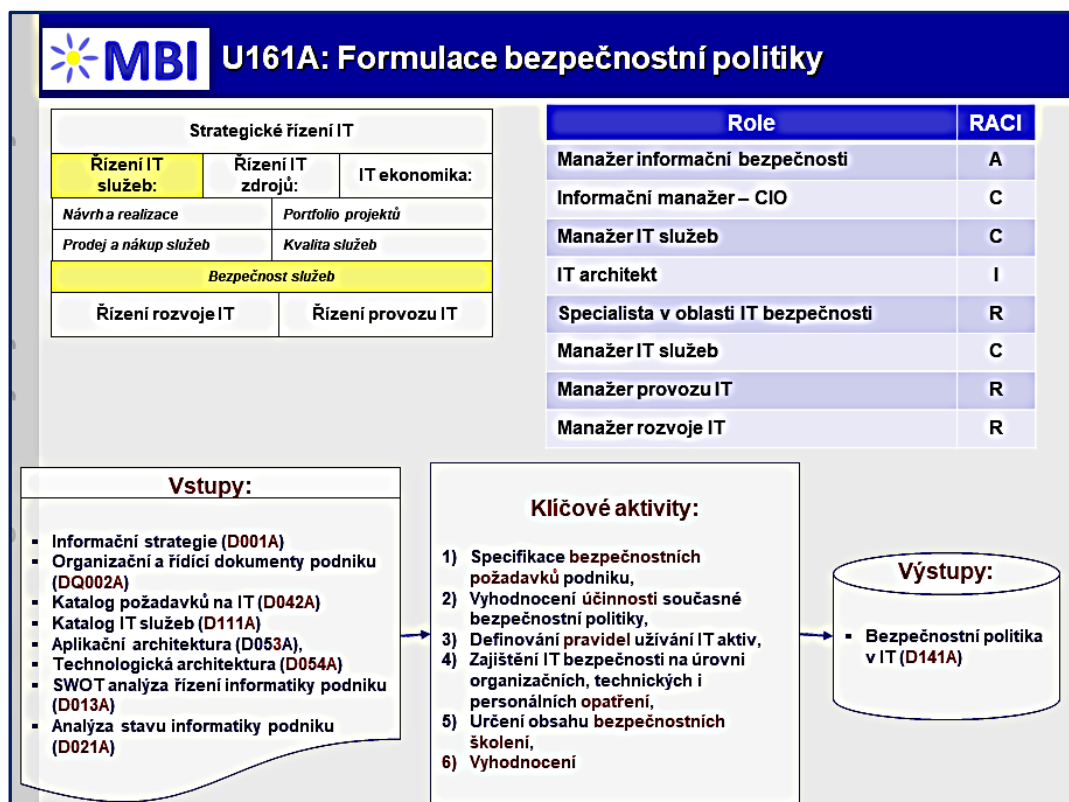 MBI
U161A: Formulace bezpečnostní politiky
Strategické řízení IT
Řízení IT
služeb:
Řízení IT
zdrojů:
IT ekonomika:
Návrh a realizace
Portfolio projektů
Prodej a nákup služeb
Kvalita služeb
Bezpečnost služeb
Řízení rozvoje IT
Řízení provozu IT
Role RACI
Manažer informační bezpečnosti A
Informační manažer – CIO C
Manažer IT služeb C
IT architekt I
Specialista v oblasti IT bezpečnosti R
Manažer IT služeb C
Manažer provozu IT R
Manažer rozvoje IT R
Vstupy:
▪ Informační strategie (D001A)
▪ Organizační a řídící dokumenty podniku
(DQ002A)
▪ Katalog požadavků na IT (D042A)
▪ Katalog IT služeb (D111A)
▪ Aplikační architektura (D053A),
▪ Technologická architektura (D054A)
▪ SWOT analýza řízení informatiky podniku
(D013A)
▪ Analýza stavu informatiky podniku
(D021A)
Klíčové aktivity:
1) Specifikace bezpečnostních
požadavků podniku,
2) Vyhodnocení účinnosti současné
bezpečnostní politiky,
3) Definování pravidel užívání IT aktiv,
4) Zajištění IT bezpečnosti na úrovni
organizačních, technických i
personálních opatření,
5) Určení obsahu bezpečnostních
školení,
6) Vyhodnocení
Výstupy:
▪ Bezpečnostní politika
v IT (D141A)